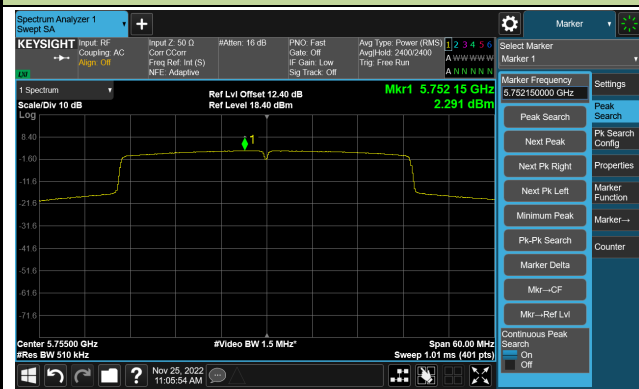 Spectrum Analyzer 1
Swept SA
Marker
KEYSIGHT
Input: RF
Coupling: AC
Align: Off
Input Z: 50 Ω
Corr CCorr
Freq Ref: Int (S)
NFE: Adaptive
#Atten: 16 dB
PNO: Fast
Gate: Off
IF Gain: Low
Sig Track: Off
Avg Type: Power (RMS)
Avg|Hold: 2400/2400
Trig: Free Run
1 2 3 4 5 6
A W W W W W
A N N N N N
Select Marker
Marker 1
LXI
1 Spectrum
Scale/Div 10 dB
Log
Ref Lvl Offset 12.40 dB
Ref Level 18.40 dBm
Mkr1 5.752 15 GHz
2.291 dBm
8.40
-1.60
-11.6
-21.6
-31.6
-41.6
-51.6
-61.6
-71.6
1
Center 5.75500 GHz
#Res BW 510 kHz
#Video BW 1.5 MHz*
Span 60.00 MHz
Sweep 1.01 ms (401 pts)
Marker Frequency
5.752150000 GHz
Peak Search
Next Peak
Next Pk Right
Next Pk Left
Minimum Peak
Pk-Pk Search
Marker Delta
Mkr→CF
Mkr→Ref Lvl
Continuous Peak
Search
On
Off
Settings
Peak
Search
Pk Search
Config
Properties
Marker
Function
Marker→
Counter
?
Nov 25, 2022
11:05:54 AM